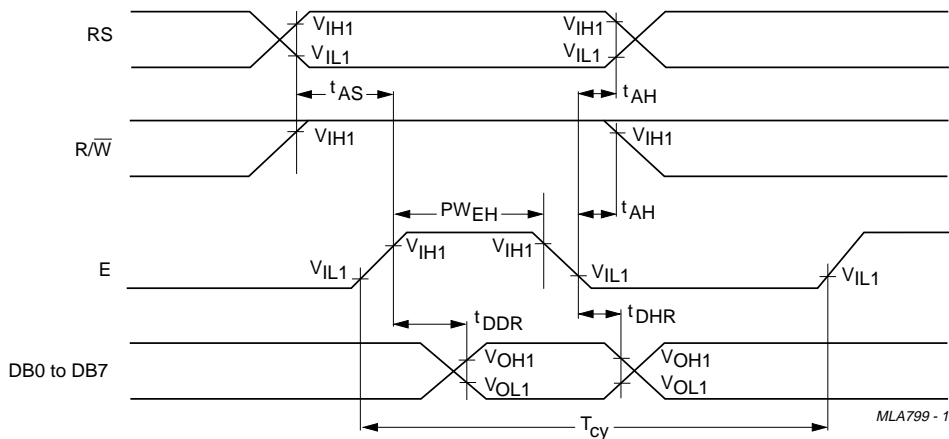 RS
VIH1 VIH1
VIL1 VIL1
tAS tAH
R/W̅
VIH1 VIH1
PWEH tAH
E
VIH1 VIH1
VIL1 VIL1 VIL1
tDDR tDHR
DB0 to DB7
VOH1 VOH1
VOL1 VOL1
Tcy
MLA799 - 1